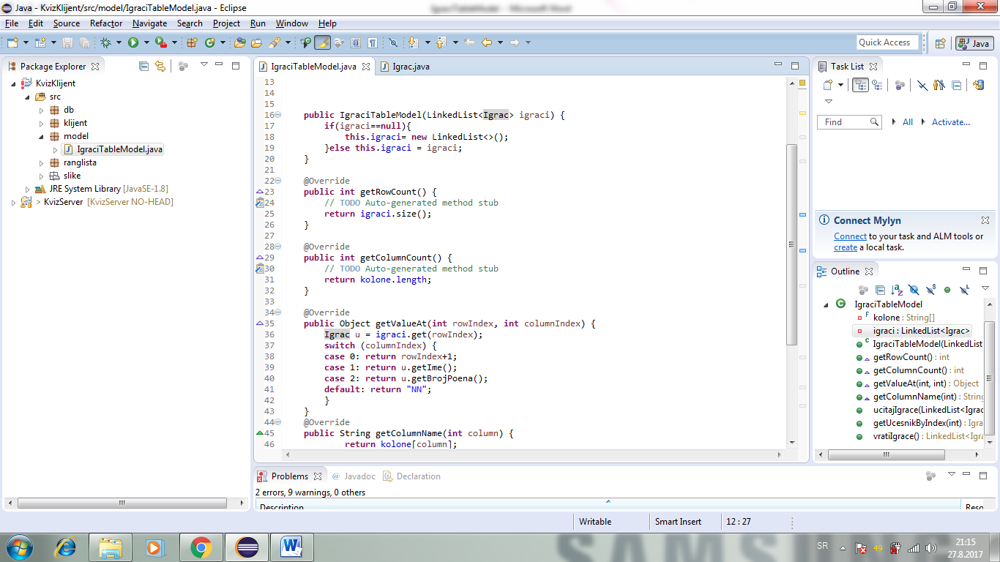 Java - KvizKlijent/src/model/IgraciTableModel.java - Eclipse
IgraciTableModel - Microsoft Word
File Edit Source Refactor Navigate Search Project Run Window Help
Quick Access
Java
Package Explorer
KvizKlijent
src
db
klijent
model
IgraciTableModel.java
ranglista
slike
JRE System Library [JavaSE-1.8]
> KvizServer [KvizServer NO-HEAD]
IgraciTableModel.java Igrac.java
13
14
15
16 public IgraciTableModel(LinkedList<Igrac> igraci) {
17 if(igraci==null){
18 this.igraci= new LinkedList<>();
19 }else this.igraci = igraci;
20 }
21
22 @Override
23 public int getRowCount() {
24 // TODO Auto-generated method stub
25 return igraci.size();
26 }
27
28 @Override
29 public int getColumnCount() {
30 // TODO Auto-generated method stub
31 return kolone.length;
32 }
33
34 @Override
35 public Object getValueAt(int rowIndex, int columnIndex) {
36 Igrac u = igraci.get(rowIndex);
37 switch (columnIndex) {
38 case 0: return rowIndex+1;
39 case 1: return u.getIme();
40 case 2: return u.getBrojPoena();
41 default: return "NN";
42 }
43 }
44 @Override
45 public String getColumnName(int column) {
46 return kolone[column];
Task List
Find All Activate...
Connect Mylyn
Connect to your task and ALM tools or
create a local task.
Outline
IgraciTableModel
kolone : String[]
igraci : LinkedList<Igrac>
IgraciTableModel(LinkedList
getRowCount() : int
getColumnCount() : int
getValueAt(int, int) : Object
getColumnName(int) : String
ucitajIgrace(LinkedList<Igrac
getUcesnikByIndex(int) : Igra
vratiIgrace() : LinkedList<Igra
Problems @ Javadoc Declaration
2 errors, 9 warnings, 0 others
Description Reso
Writable Smart Insert 12 : 27
SAMSUNG
SR 49 21:15
27.8.2017